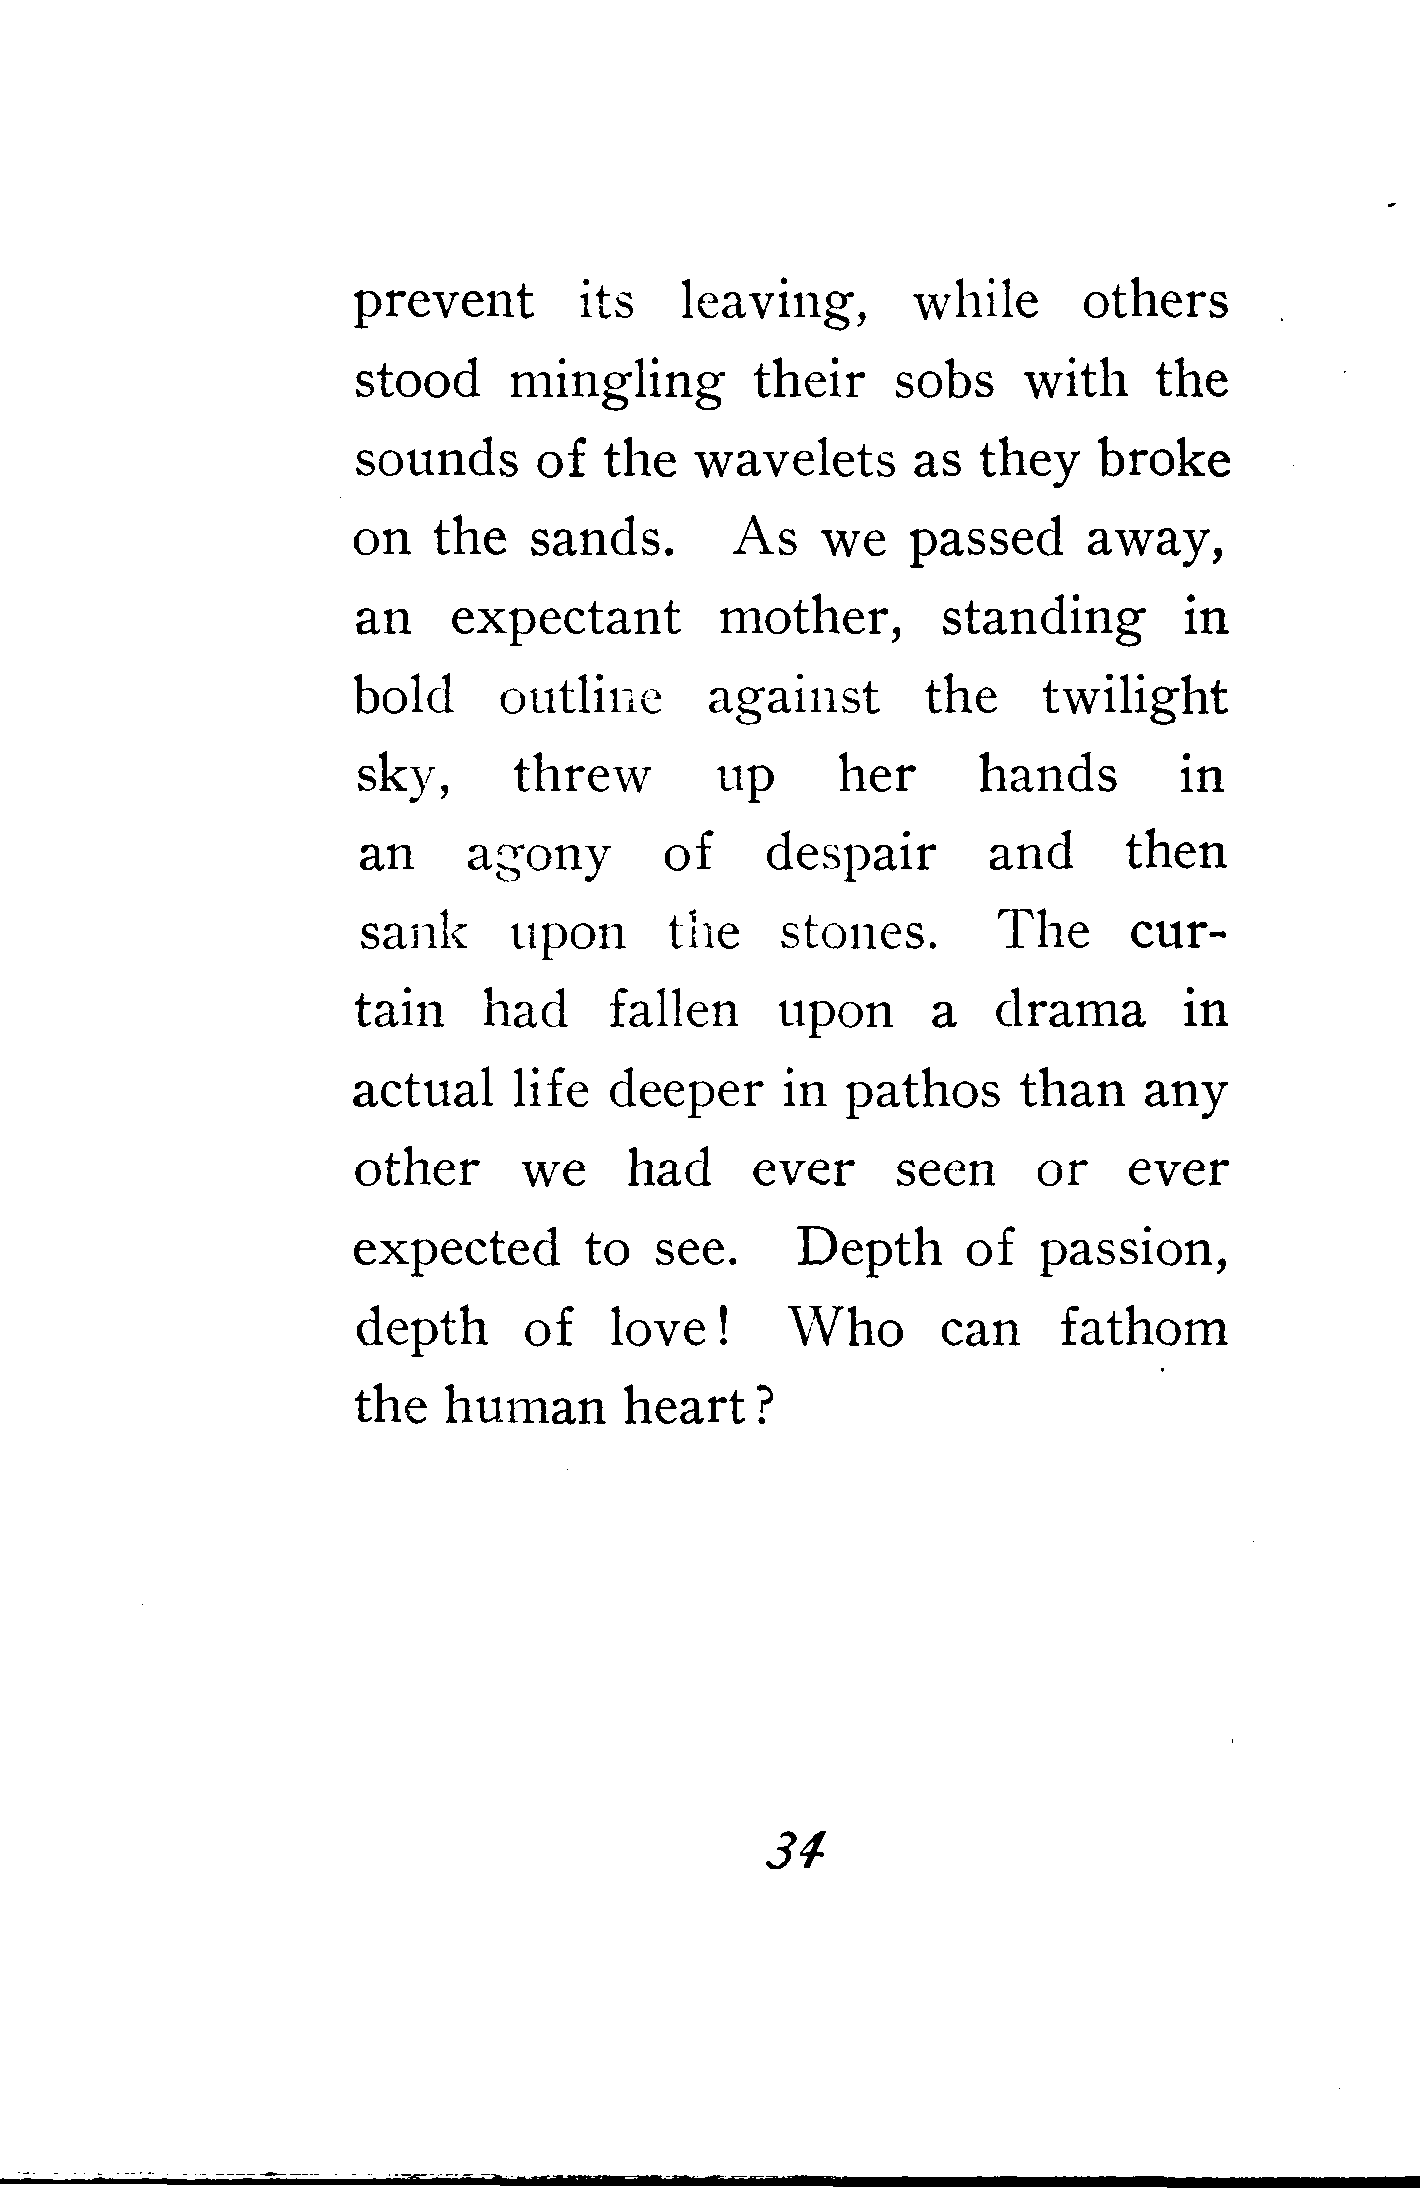 prevent its leaving, while others
stood mingling their sobs with the
sounds of the wavelets as they broke
on the sands. As we passed away,
an expectant mother, standing in
bold outline against the twilight
sky, threw up her hands in
an agony of despair and then
sank upon the stones. The cur-
tain had fallen upon a drama in
actual life deeper in pathos than any
other we had ever seen or ever
expected to see. Depth of passion,
depth of love! Who can fathom
the human heart?
34